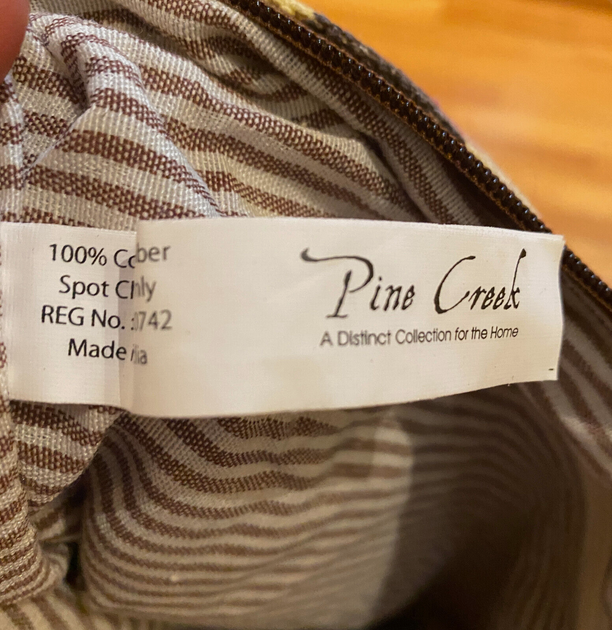 100% 
Spot 
REG No. 
Made 
Pine Creek
A Distinct Collection for the Home